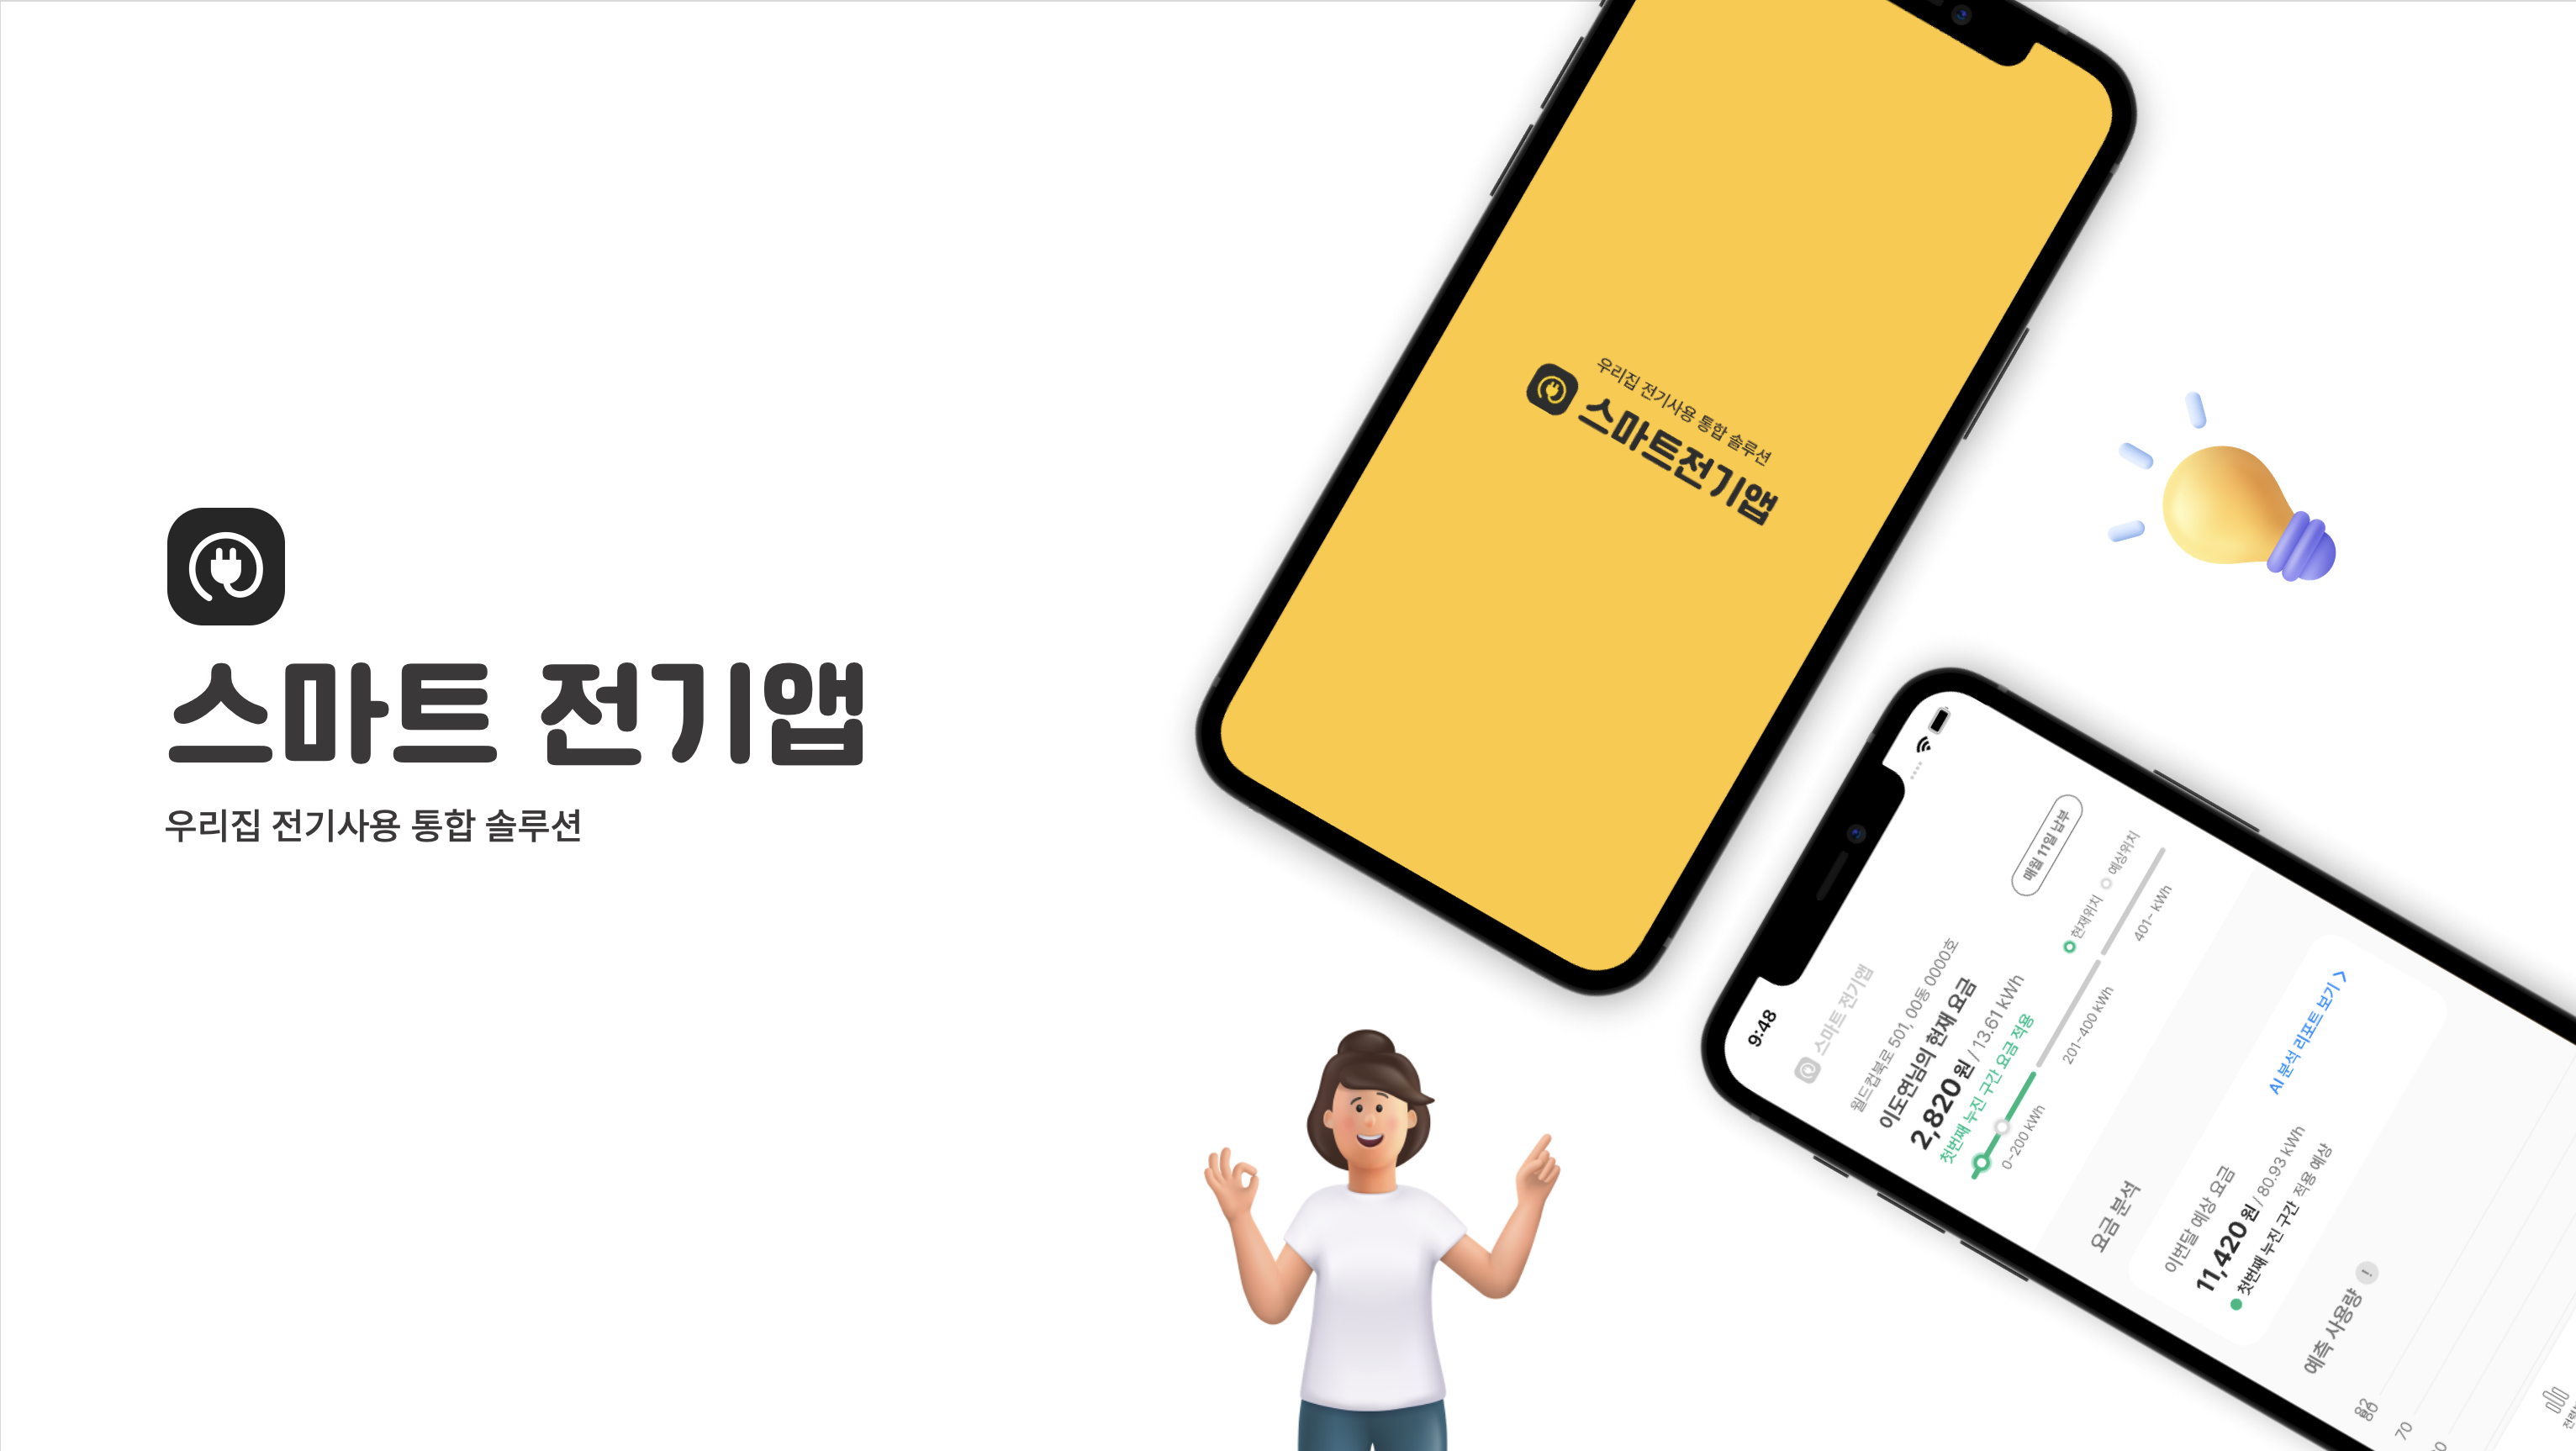 스마트 전기앱
우리집 전기사용 통합 솔루션
우리집 전기사용 통합 솔루션
스마트전기앱
9:48
스마트 전기앱
월드컵북로 501, 00동 0000호
이도연님의 현재 요금
매월 11일 납부
2,820원 / 13.61kWh
첫번째 누진 구간 요금 적용
현재위치 예상위치
0~200 kWh 201~400 kWh 401~ kWh
요금 분석
이번달 예상 요금
11,420원 / 80.93 kWh
AI 분석 리포트 보기 >
첫번째 누진 구간 적용 예상
예측 사용량 !
82
80
70